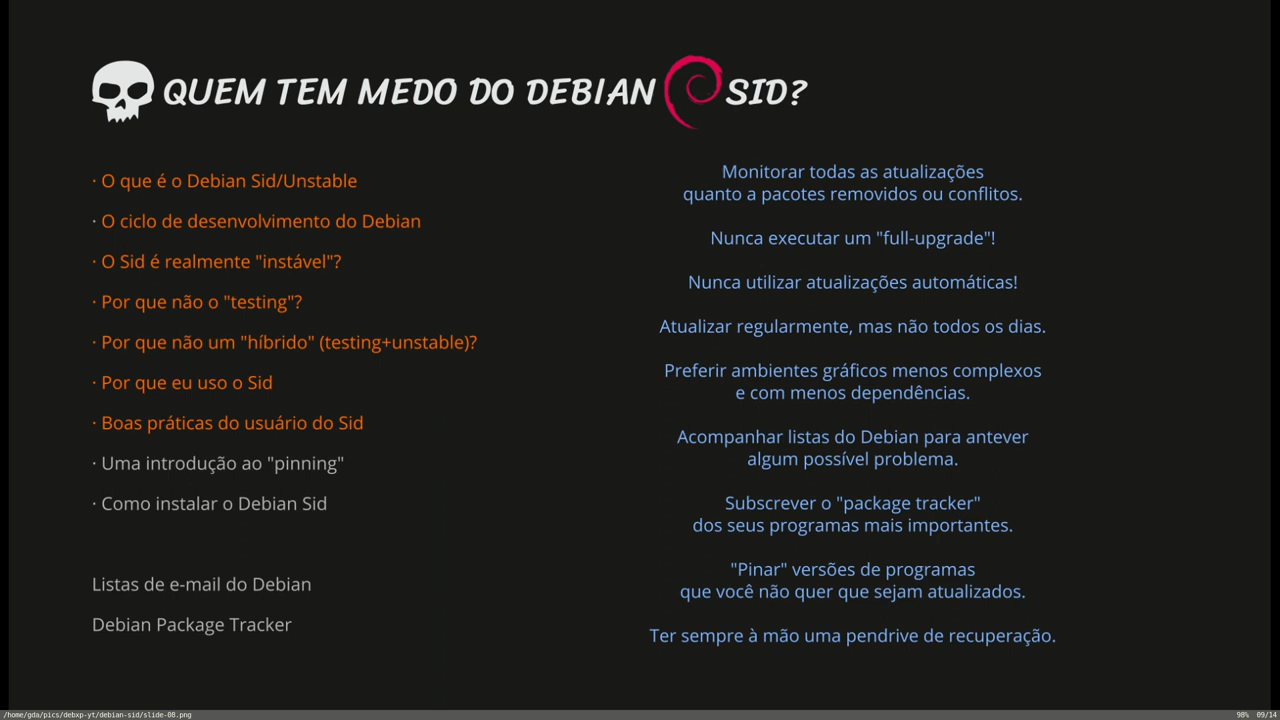 QUEM TEM MEDO DO DEBIAN SID?
· O que é o Debian Sid/Unstable
· O ciclo de desenvolvimento do Debian
· O Sid é realmente "instável"?
· Por que não o "testing"?
· Por que não um "híbrido" (testing+unstable)?
· Por que eu uso o Sid
· Boas práticas do usuário do Sid
· Uma introdução ao "pinning"
· Como instalar o Debian Sid
Listas de e-mail do Debian
Debian Package Tracker
Monitorar todas as atualizações
quanto a pacotes removidos ou conflitos.
Nunca executar um "full-upgrade"!
Nunca utilizar atualizações automáticas!
Atualizar regularmente, mas não todos os dias.
Preferir ambientes gráficos menos complexos
e com menos dependências.
Acompanhar listas do Debian para antever
algum possível problema.
Subscrever o "package tracker"
dos seus programas mais importantes.
"Pinar" versões de programas
que você não quer que sejam atualizados.
Ter sempre à mão uma pendrive de recuperação.
/home/gda/pics/debxp-yt/debian-sid/slide-08.png
98% 09/14